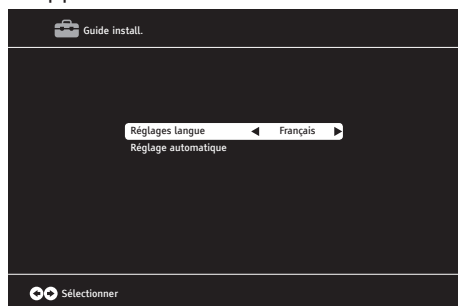 Guide install.
Réglages langue ◀ Français ▶
Réglage automatique
Sélectionner